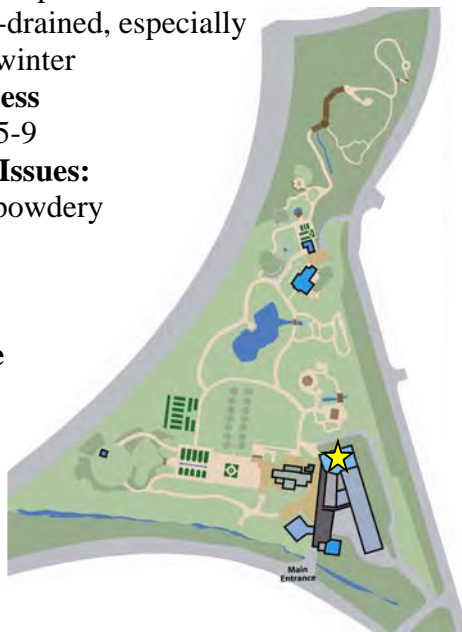 -drained, especially
winter
ess
5-9
Issues:
powdery
e
Main
Entrance